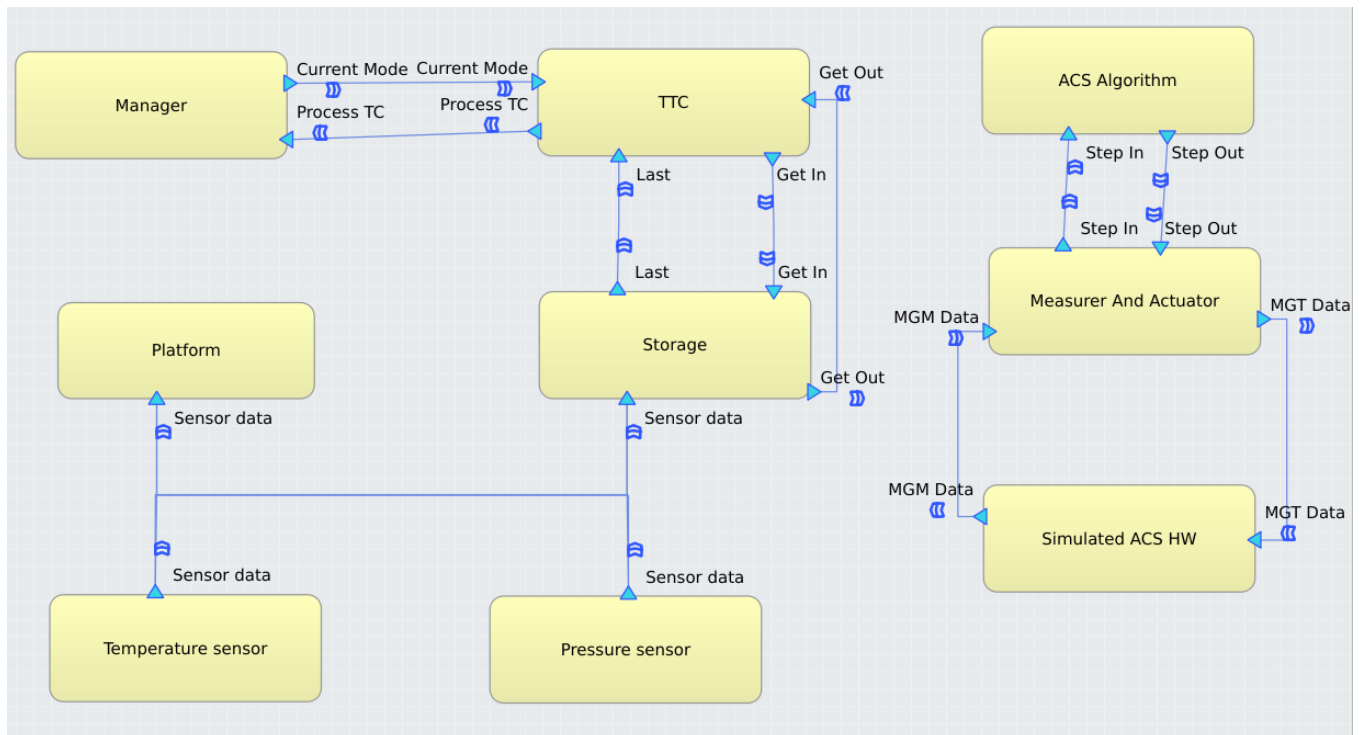 Manager
Current Mode
Current Mode
Process TC
Process TC
TTC
Get Out
Last
Get In
Last
Get In
Storage
Get Out
Platform
Sensor data
Sensor data
Sensor data
Sensor data
Temperature sensor
Pressure sensor
ACS Algorithm
Step In
Step Out
Step In
Step Out
Measurer And Actuator
MGM Data
MGT Data
MGM Data
MGT Data
Simulated ACS HW